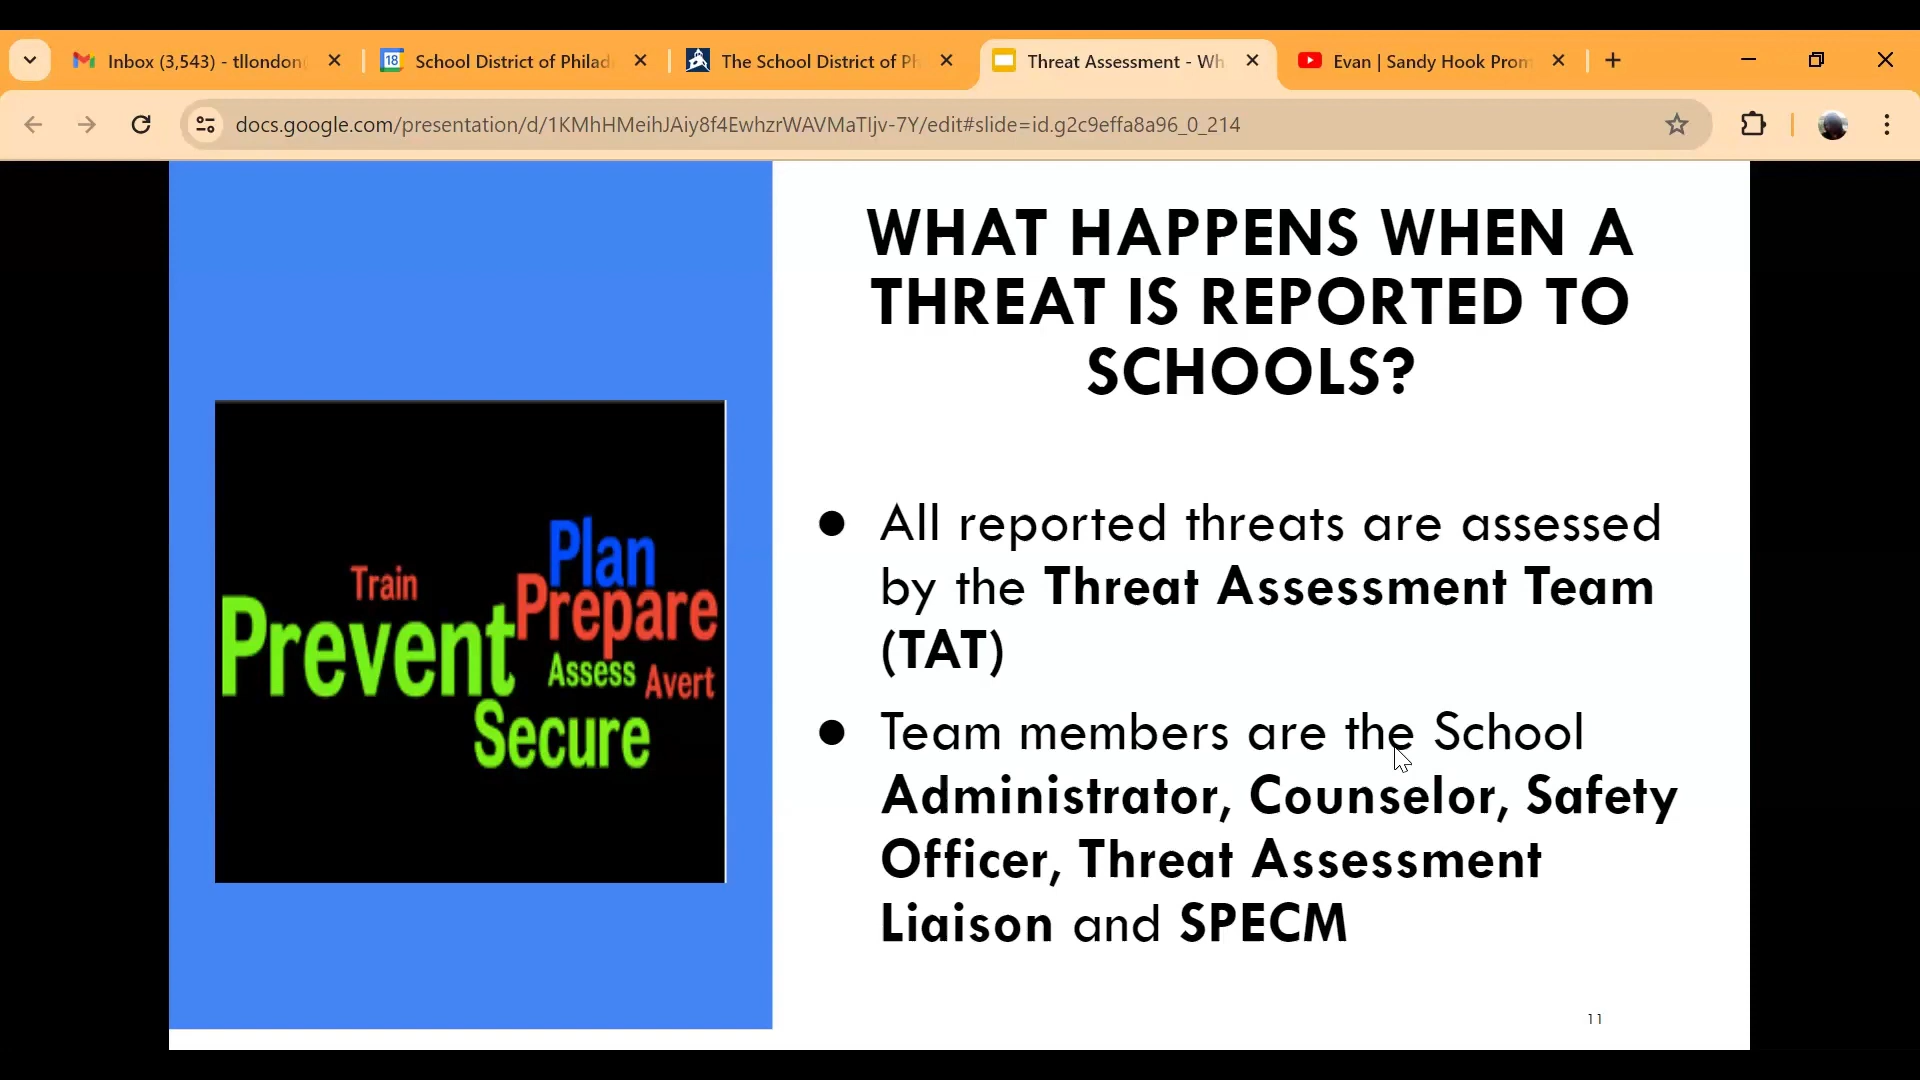 Inbox (3,543) - tllondon
18
School District of Philad
The School District of Ph
Threat Assessment - Wh
Evan | Sandy Hook Prom
docs.google.com/presentation/d/1KMhHMeihJAiy8f4EwhzrWAVMaTIjv-7Y/edit#slide=id.g2c9effa8a96_0_214
WHAT HAPPENS WHEN A
THREAT IS REPORTED TO
SCHOOLS?
Plan
Train
Prepare
Prevent
Assess
Avert
Secure
● All reported threats are assessed
by the Threat Assessment Team
(TAT)
● Team members are the School
Administrator, Counselor, Safety
Officer, Threat Assessment
Liaison and SPECM
11